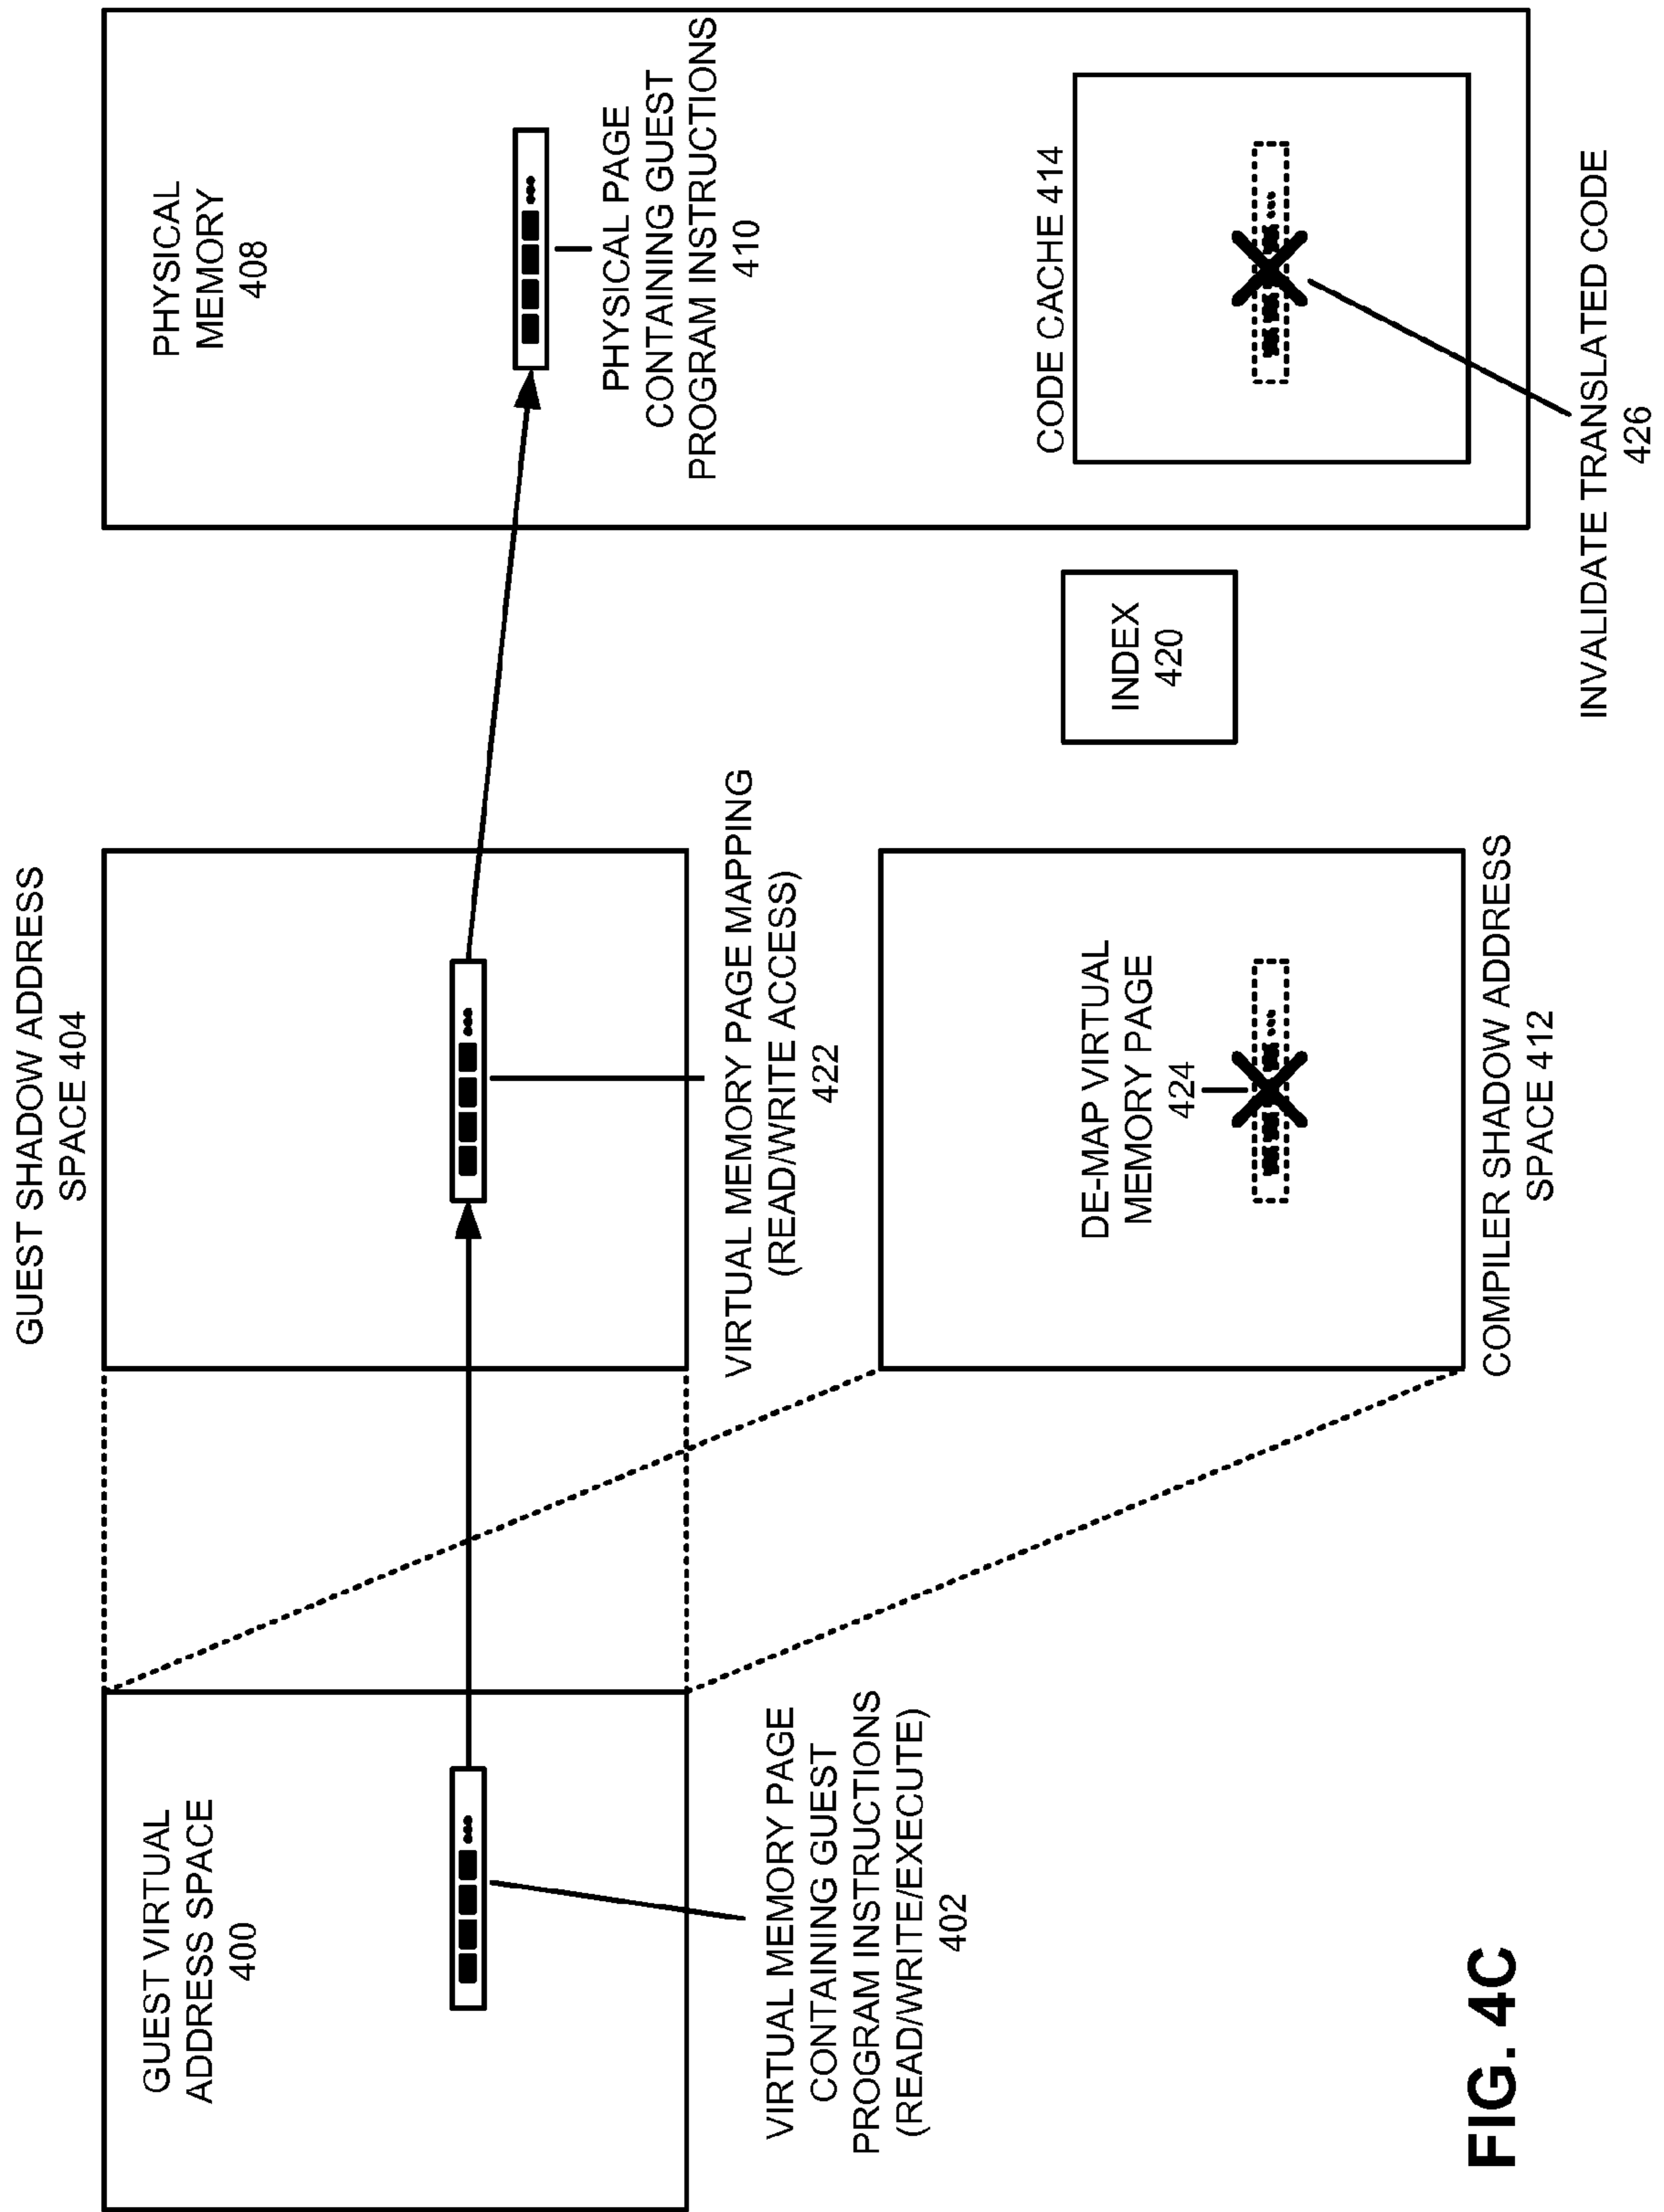 GUEST VIRTUAL
ADDRESS SPACE
400
VIRTUAL MEMORY PAGE
CONTAINING GUEST
PROGRAM INSTRUCTIONS
(READ/WRITE/EXECUTE)
402
GUEST SHADOW ADDRESS
SPACE 404
VIRTUAL MEMORY PAGE MAPPING
(READ/WRITE ACCESS)
422
DE-MAP VIRTUAL
MEMORY PAGE
424
COMPILER SHADOW ADDRESS
SPACE 412
PHYSICAL
MEMORY
408
PHYSICAL PAGE
CONTAINING GUEST
PROGRAM INSTRUCTIONS
410
INDEX
420
CODE CACHE 414
INVALIDATE TRANSLATED CODE
426
FIG. 4C